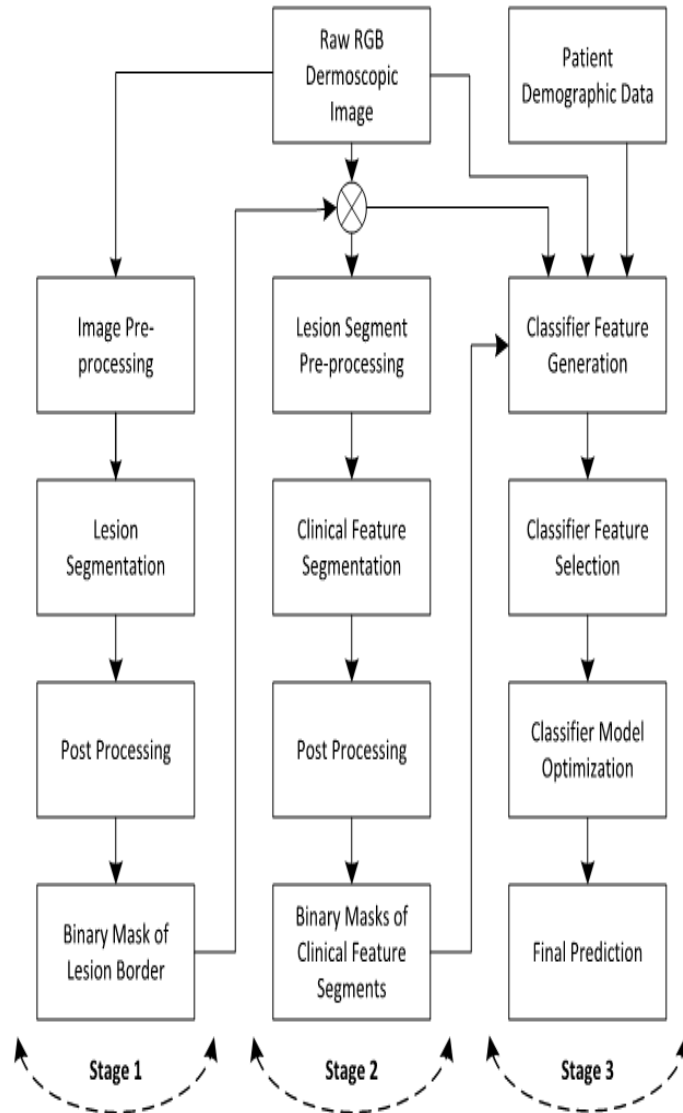 Raw RGB
Dermoscopic
Image
Patient
Demographic Data
Image Pre-
processing
Lesion Segment
Pre-processing
Classifier Feature
Generation
Lesion
Segmentation
Clinical Feature
Segmentation
Classifier Feature
Selection
Post Processing
Post Processing
Classifier Model
Optimization
Binary Mask of
Lesion Border
Binary Masks of
Clinical Feature
Segments
Final Prediction
Stage 1
Stage 2
Stage 3